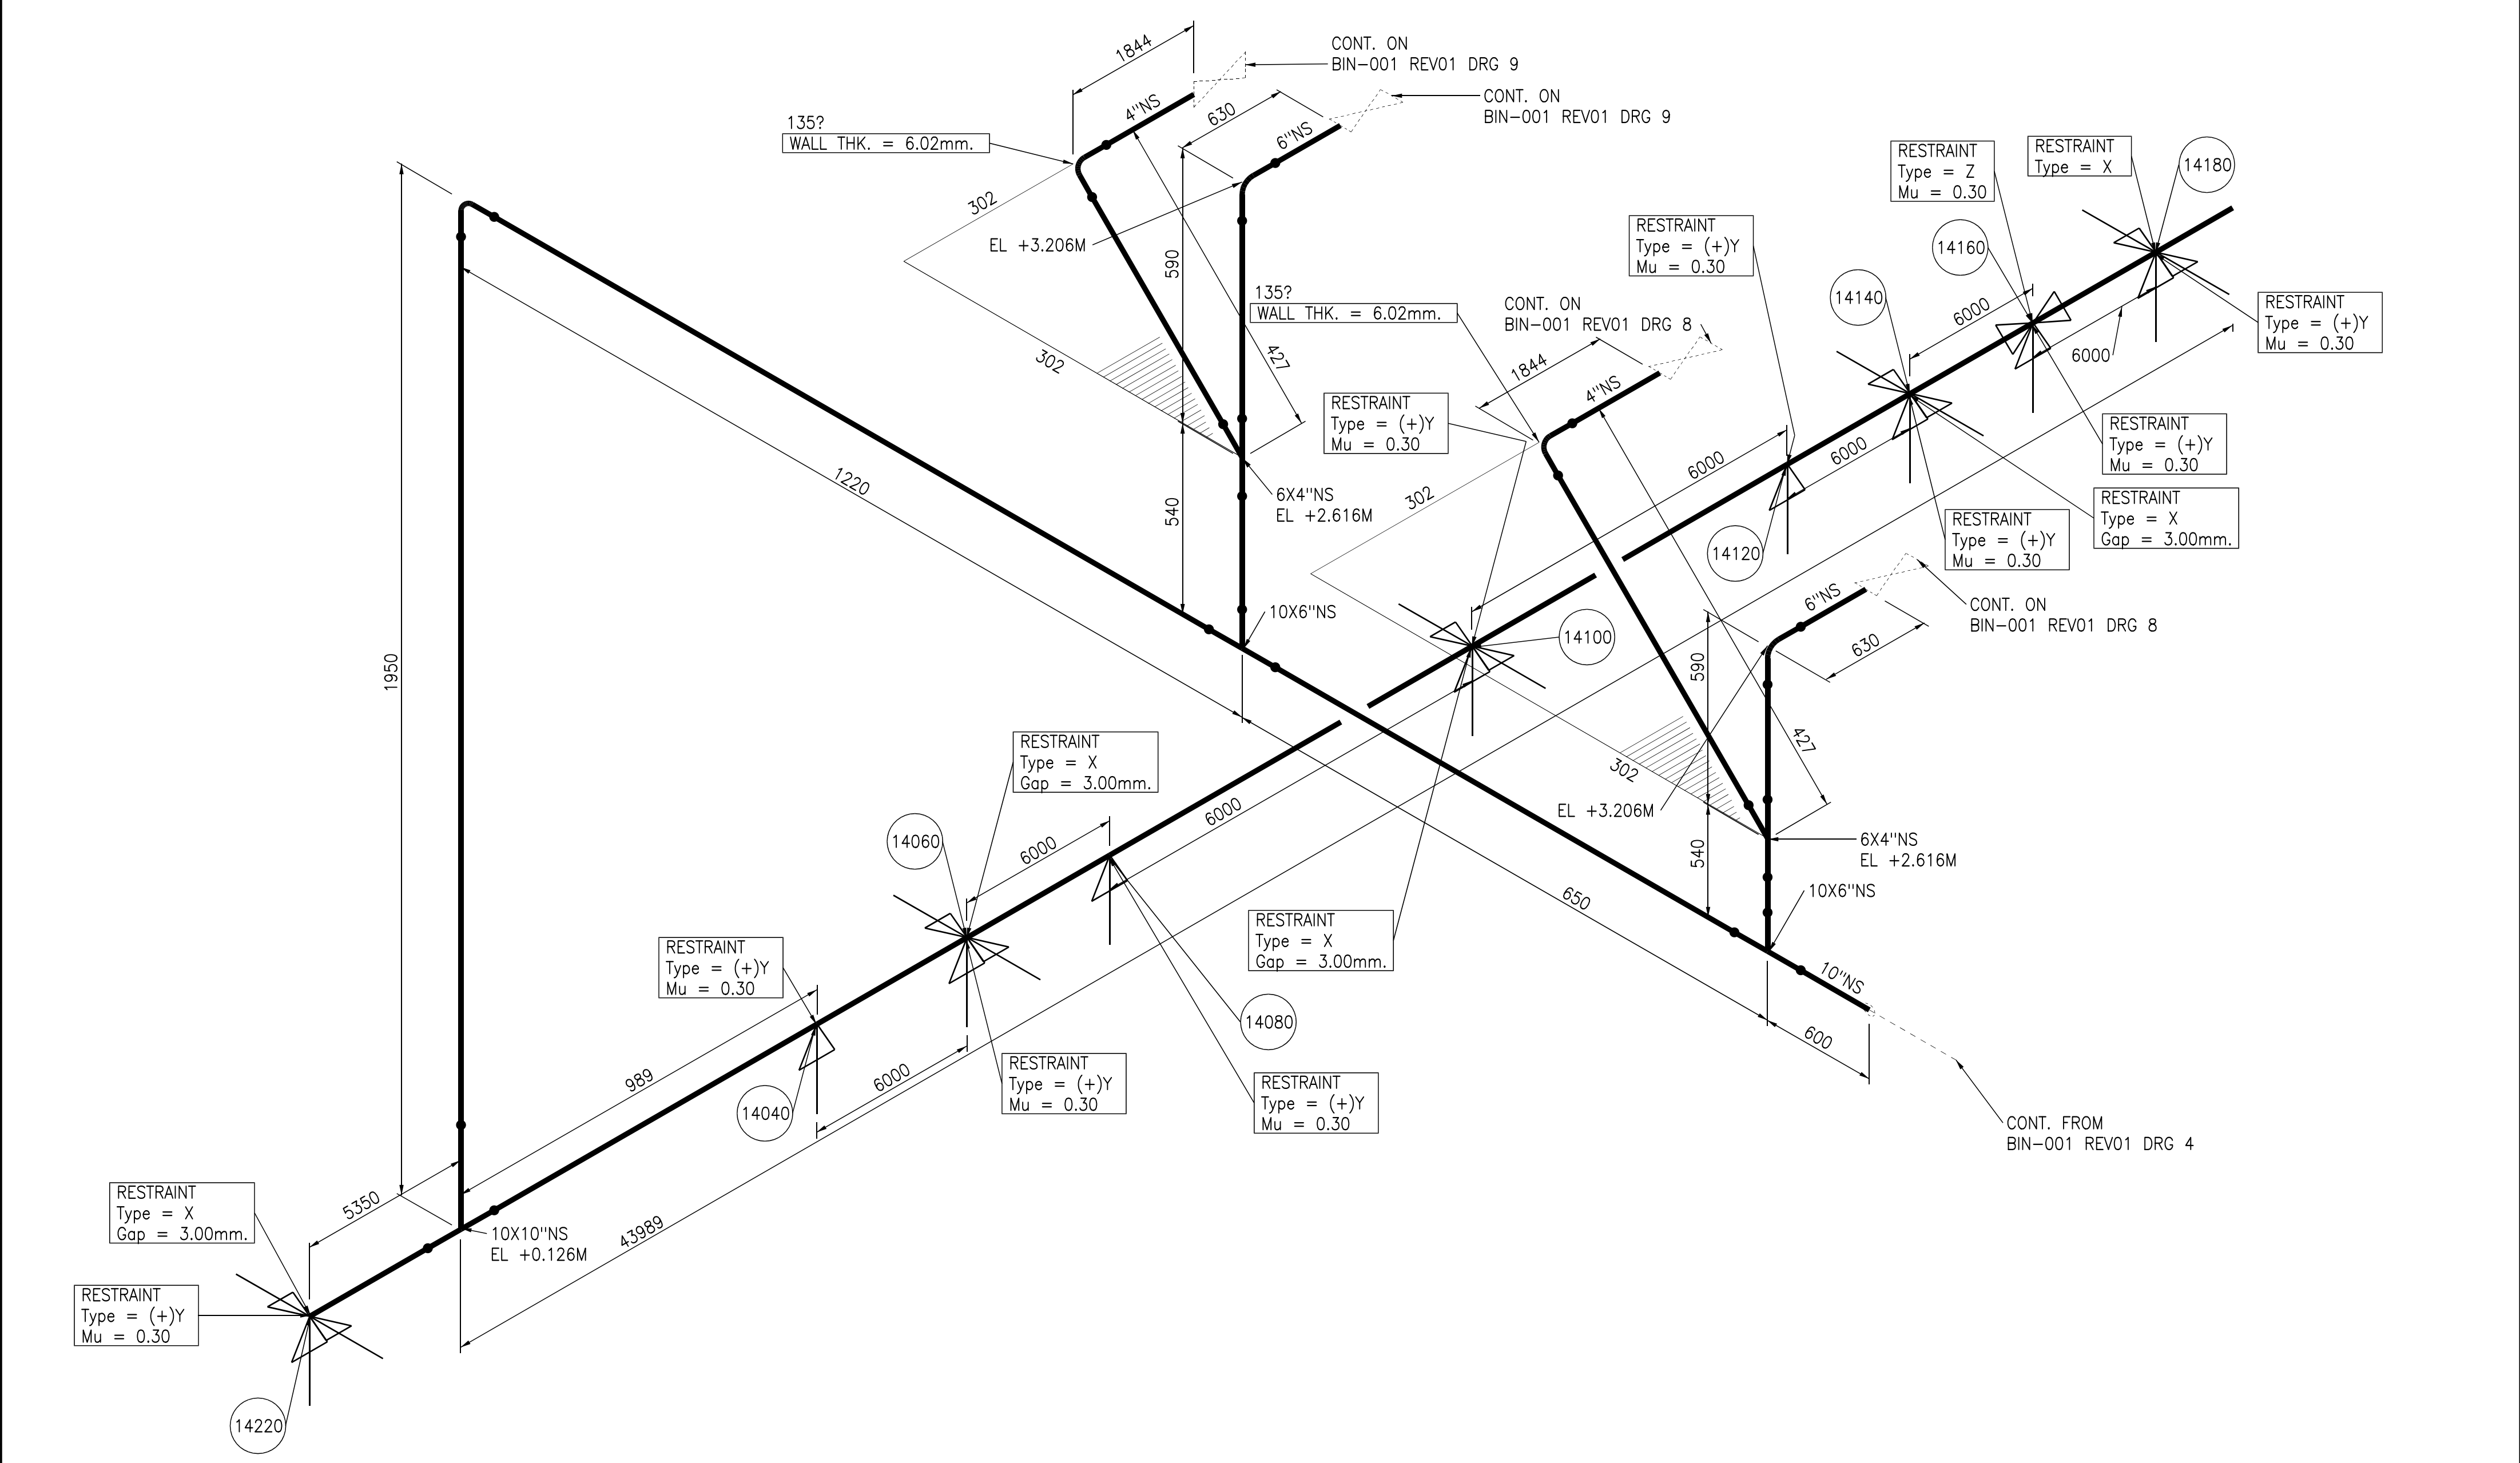 1844
CONT. ON
BIN-001 REV01 DRG 9
4"NS
630
CONT. ON
BIN-001 REV01 DRG 9
135?
WALL THK. = 6.02mm.
6"NS
302
EL +3.206M
590
302
427
540
6X4"NS
EL +2.616M
10X6"NS
1220
1950
135?
WALL THK. = 6.02mm.
CONT. ON
BIN-001 REV01 DRG 8
1844
4"NS
302
RESTRAINT
Type = (+)Y
Mu = 0.30
RESTRAINT
Type = (+)Y
Mu = 0.30
RESTRAINT
Type = Z
Mu = 0.30
RESTRAINT
Type = X
14180
14160
14140
6000
6000
RESTRAINT
Type = (+)Y
Mu = 0.30
RESTRAINT
Type = (+)Y
Mu = 0.30
RESTRAINT
Type = X
Gap = 3.00mm.
RESTRAINT
Type = (+)Y
Mu = 0.30
6000
6000
14120
14100
6"NS
CONT. ON
BIN-001 REV01 DRG 8
630
590
427
302
EL +3.206M
540
6X4"NS
EL +2.616M
10X6"NS
650
10"NS
600
CONT. FROM
BIN-001 REV01 DRG 4
RESTRAINT
Type = X
Gap = 3.00mm.
14060
6000
6000
RESTRAINT
Type = X
Gap = 3.00mm.
RESTRAINT
Type = (+)Y
Mu = 0.30
14080
989
14040
6000
RESTRAINT
Type = (+)Y
Mu = 0.30
RESTRAINT
Type = (+)Y
Mu = 0.30
RESTRAINT
Type = X
Gap = 3.00mm.
5350
10X10"NS
EL +0.126M
43989
RESTRAINT
Type = (+)Y
Mu = 0.30
14220